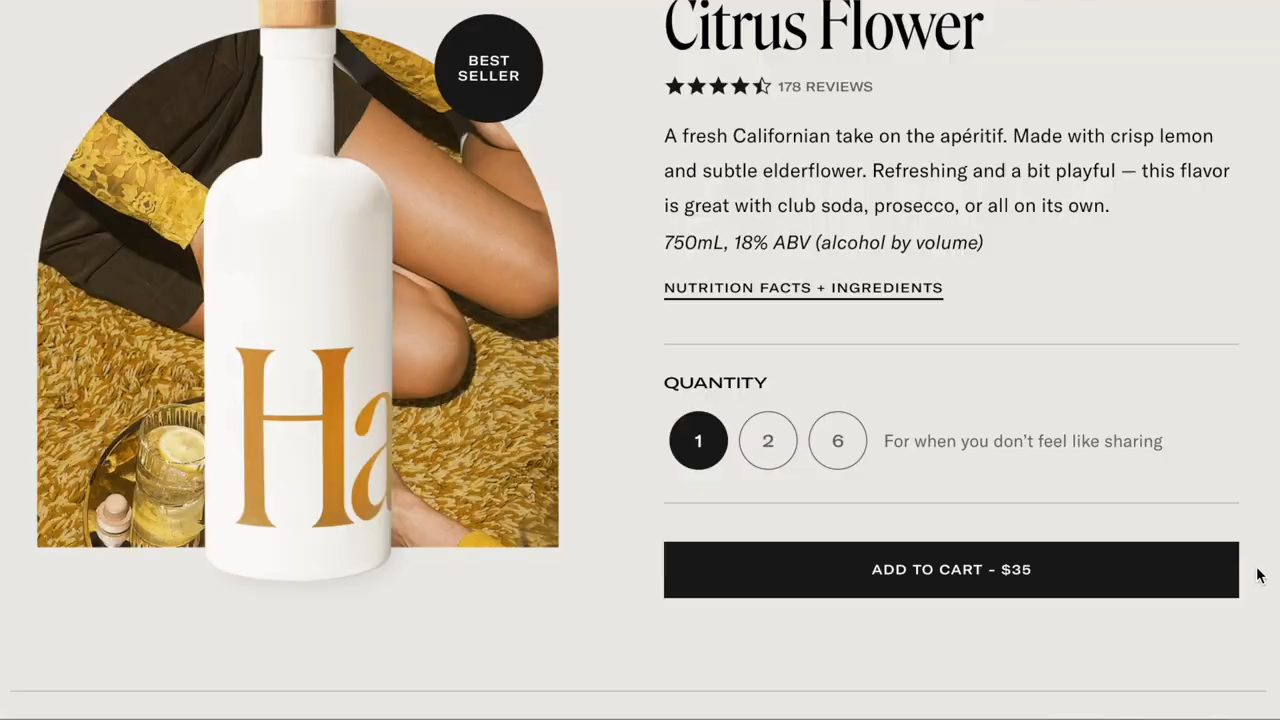 Citrus Flower
BEST
SELLER
178 REVIEWS
A fresh Californian take on the apéritif. Made with crisp lemon
and subtle elderflower. Refreshing and a bit playful — this flavor
is great with club soda, prosecco, or all on its own.
750mL, 18% ABV (alcohol by volume)
NUTRITION FACTS + INGREDIENTS
QUANTITY
1 2 6 For when you don't feel like sharing
Ha
ADD TO CART - $35